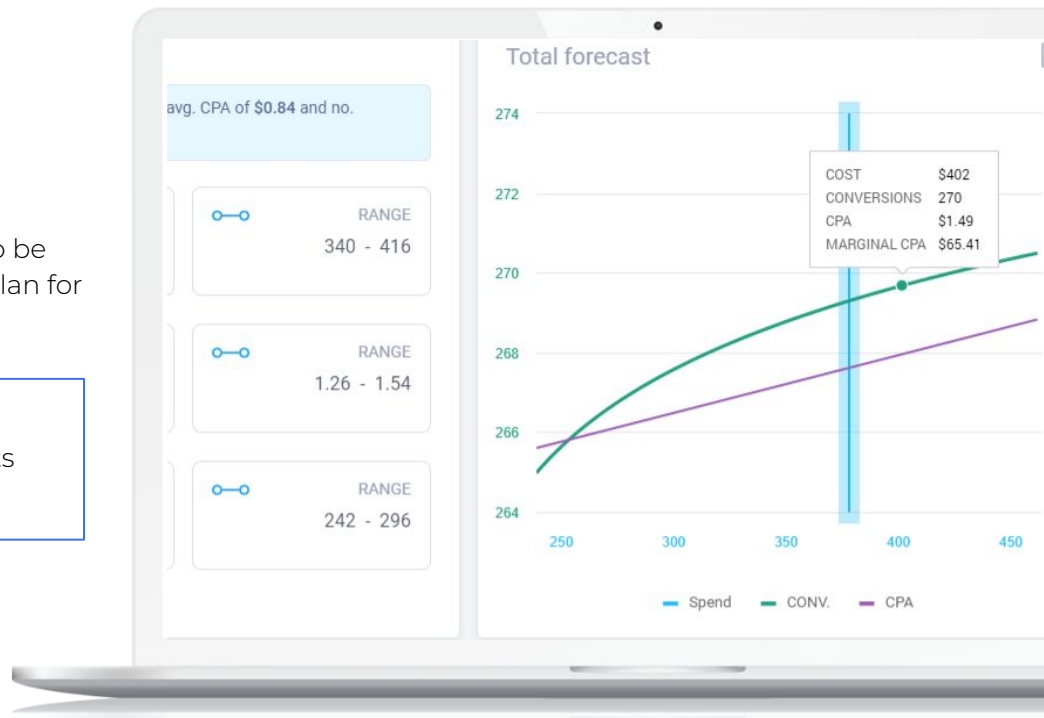 o be
lan for
s
avg. CPA of $0.84 and no.
RANGE
340 - 416
RANGE
1.26 - 1.54
RANGE
242 - 296
Total forecast
274
272
270
268
266
264
COST $402
CONVERSIONS 270
CPA $1.49
MARGINAL CPA $65.41
250 300 350 400 450
Spend CONV. CPA